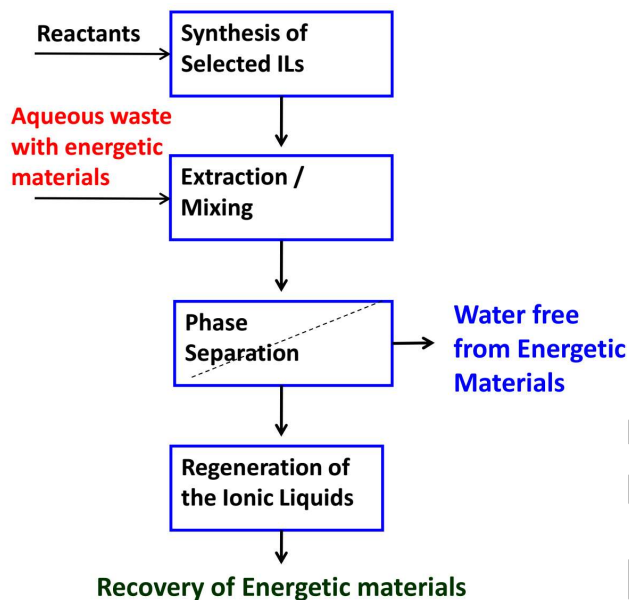 Reactants
Synthesis of
Selected ILs
Aqueous waste
with energetic
materials
Extraction /
Mixing
Phase
Separation
Water free
from Energetic
Materials
Regeneration of
the Ionic Liquids
Recovery of Energetic materials